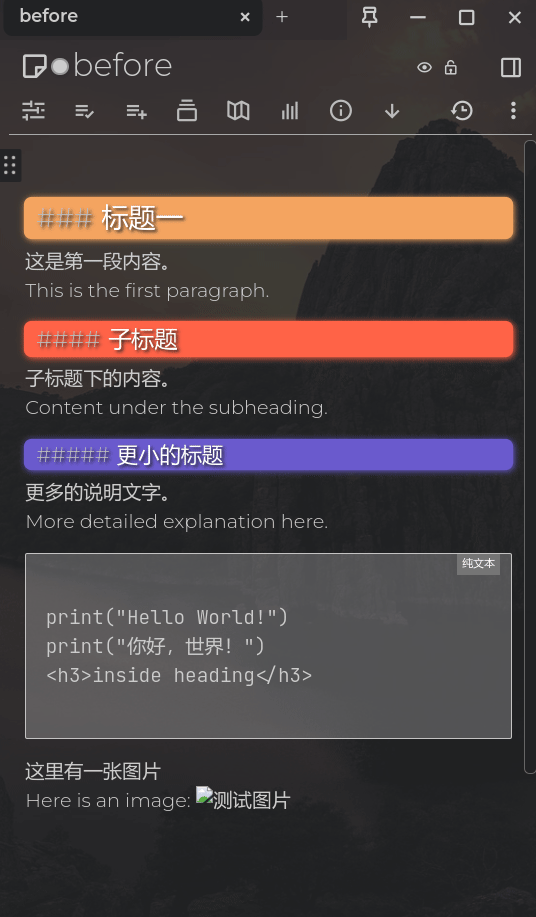 before
before
### 标题一
这是第一段内容。
This is the first paragraph.
#### 子标题
子标题下的内容。
Content under the subheading.
##### 更小的标题
更多的说明文字。
More detailed explanation here.
纯文本
print("Hello World!")
print("你好，世界！")
<h3>inside heading</h3>
这里有一张图片
Here is an image: 测试图片